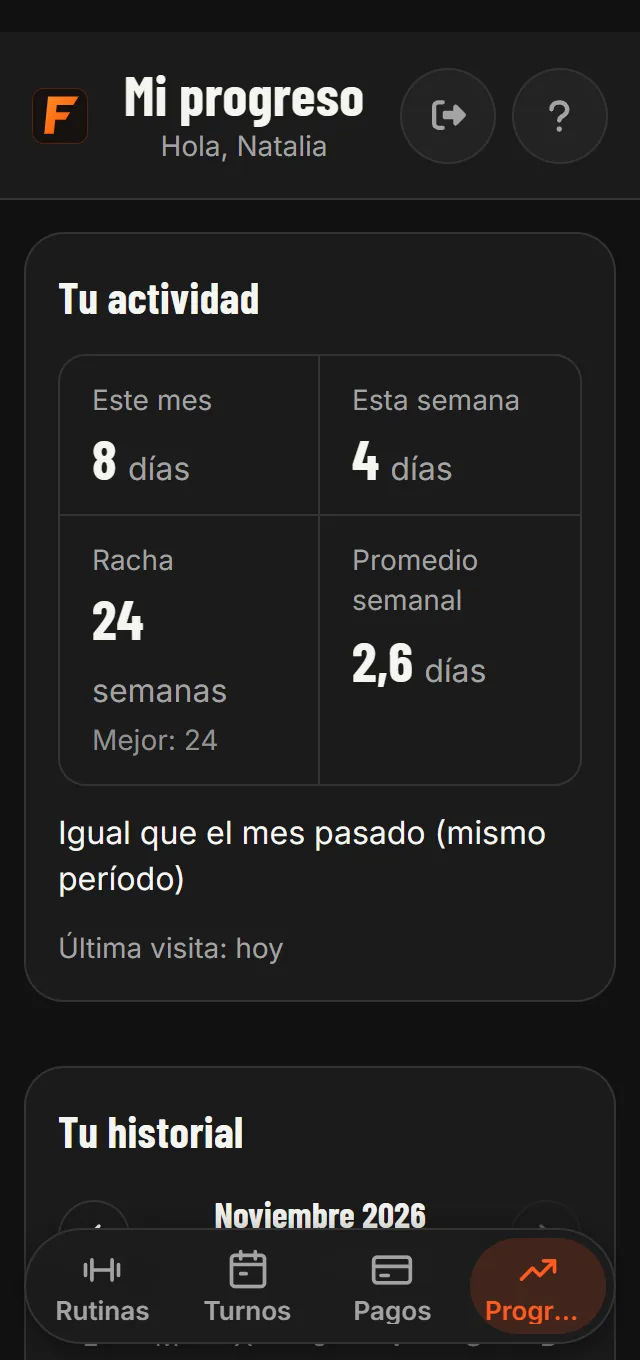 F
Mi progreso
Hola, Natalia
?
Tu actividad
Este mes
8 días
Esta semana
4 días
Racha
24
semanas
Mejor: 24
Promedio
semanal
2,6 días
Igual que el mes pasado (mismo
período)
Última visita: hoy
Tu historial
Noviembre 2026
Rutinas
Turnos
Pagos
Progr...